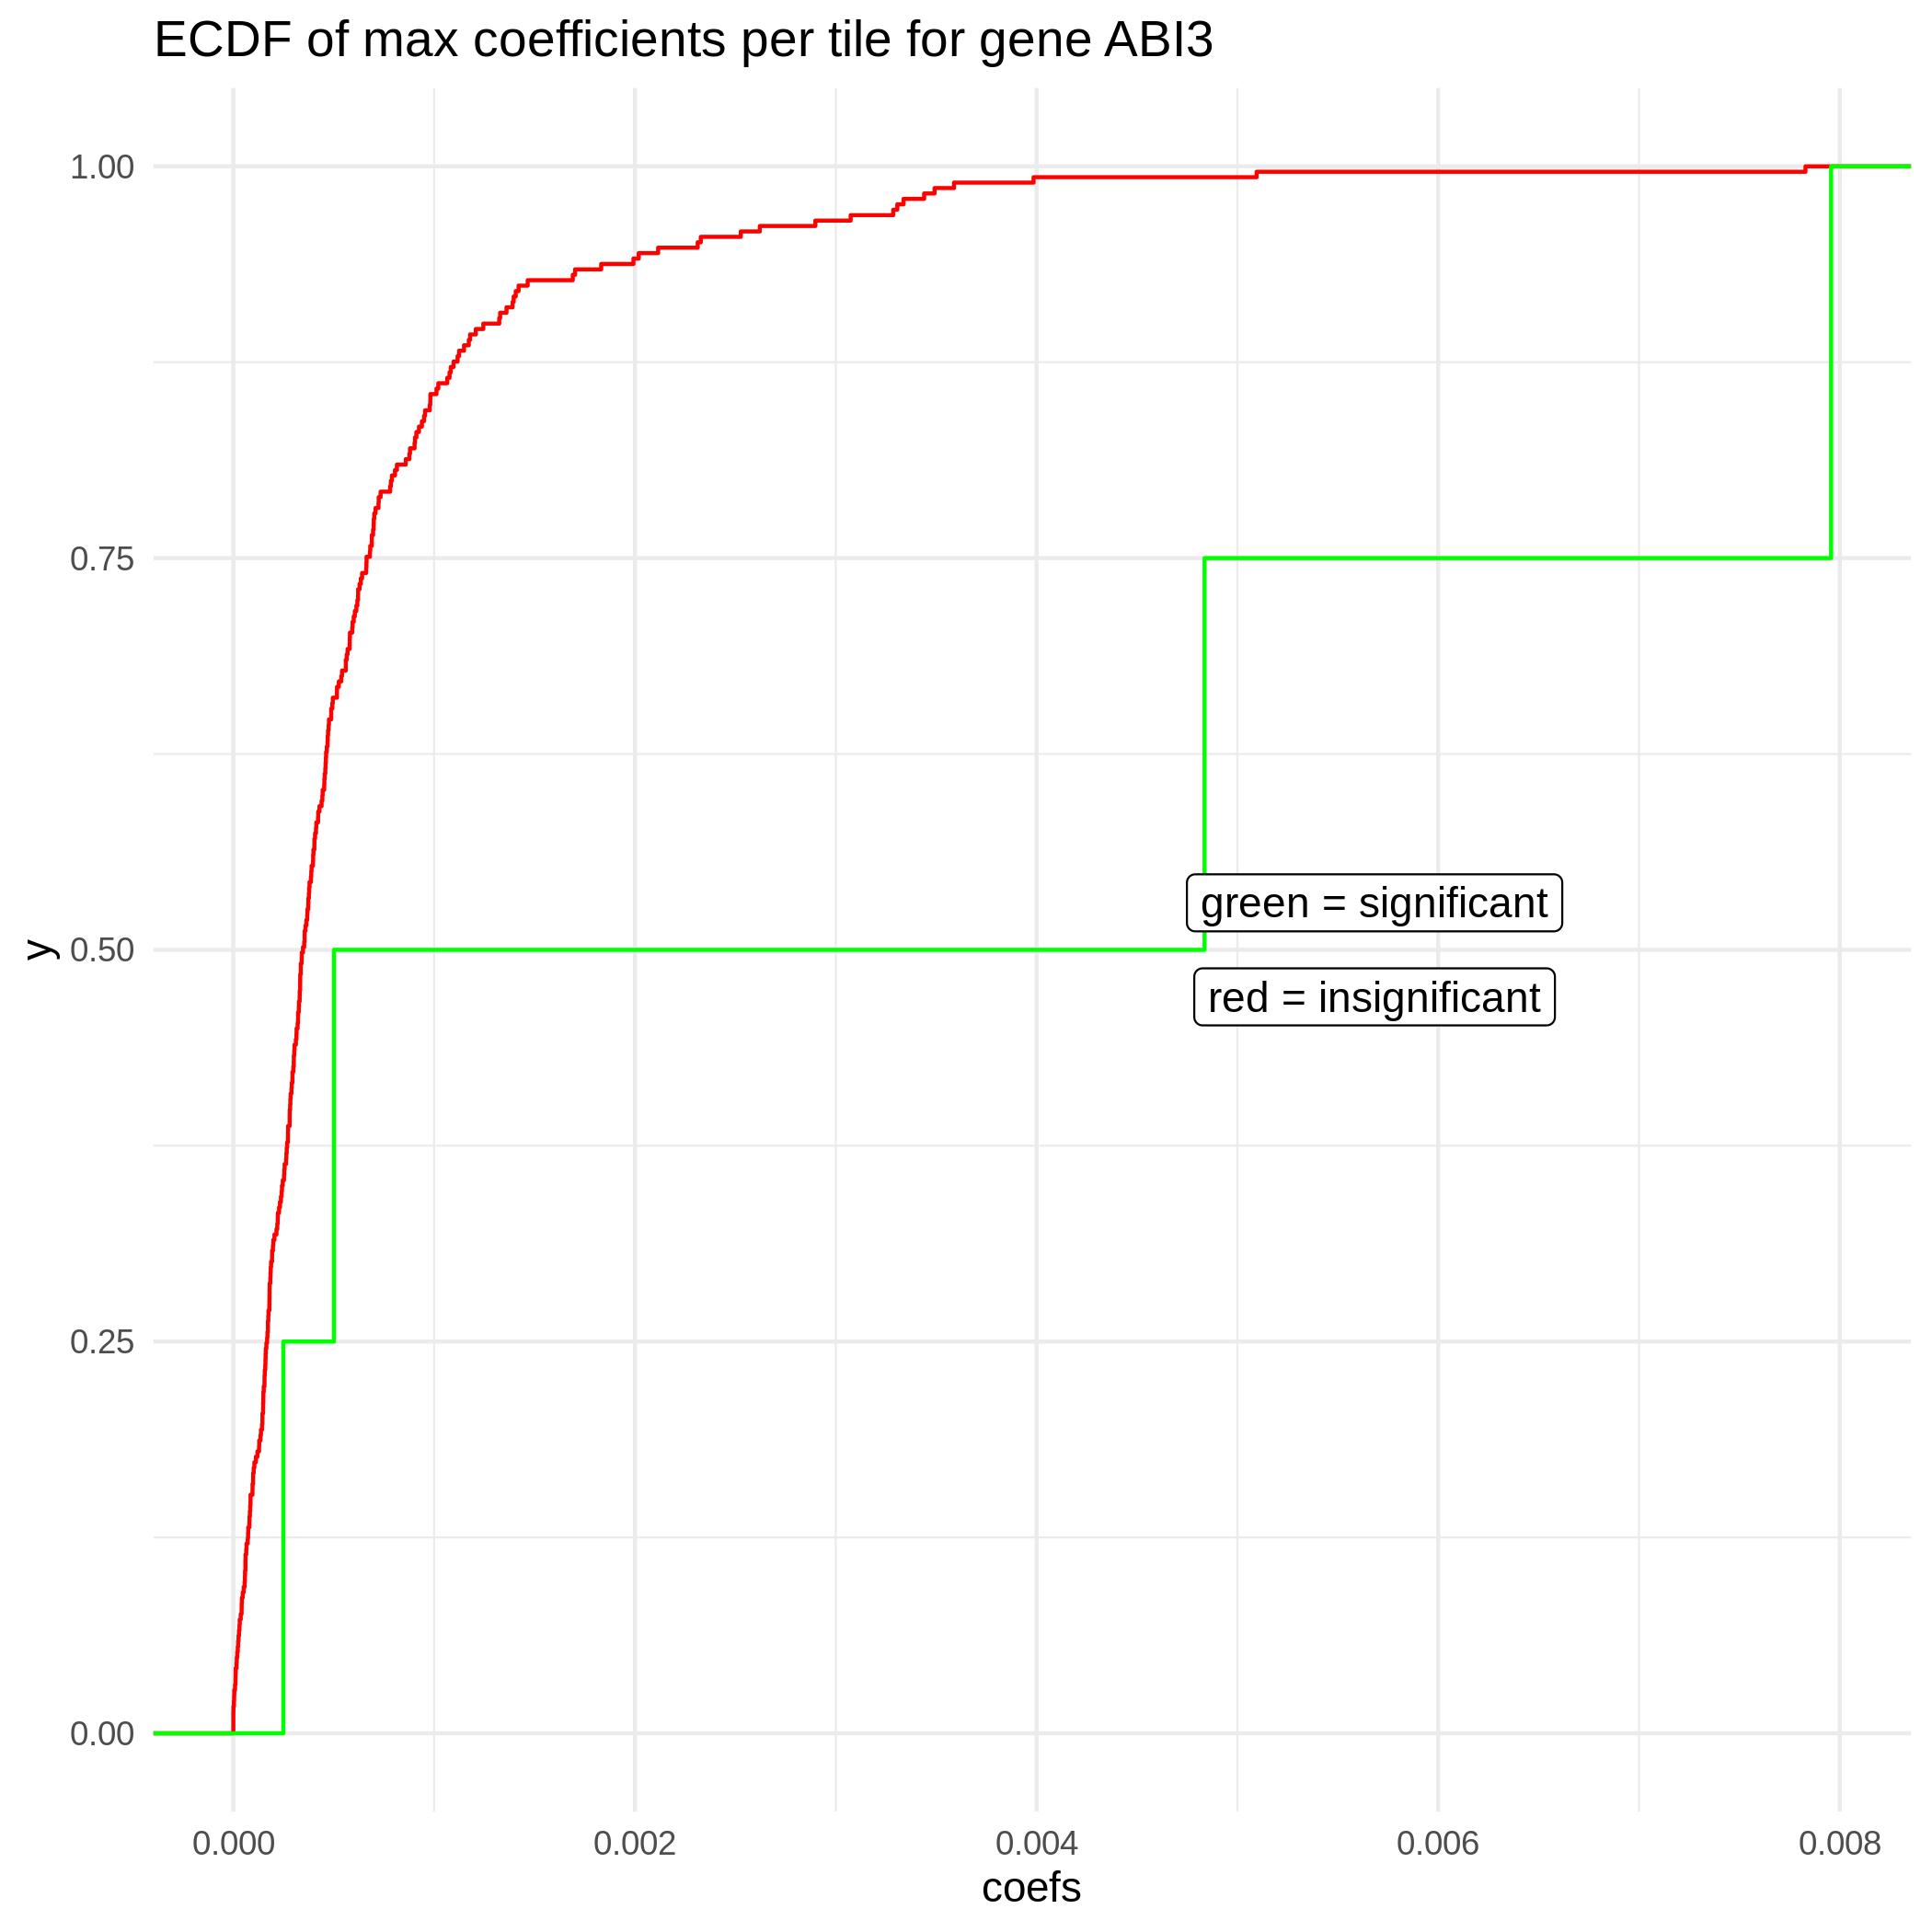 ECDF of max coefficients per tile for gene ABI3
1.00
0.75
0.50
0.25
0.00
y
green = significant
red = insignificant
0.000 0.002 0.004 0.006 0.008
coefs